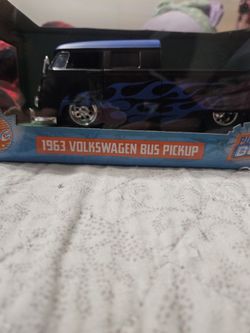 1963 VOLKSWAGEN BUS PICKUP